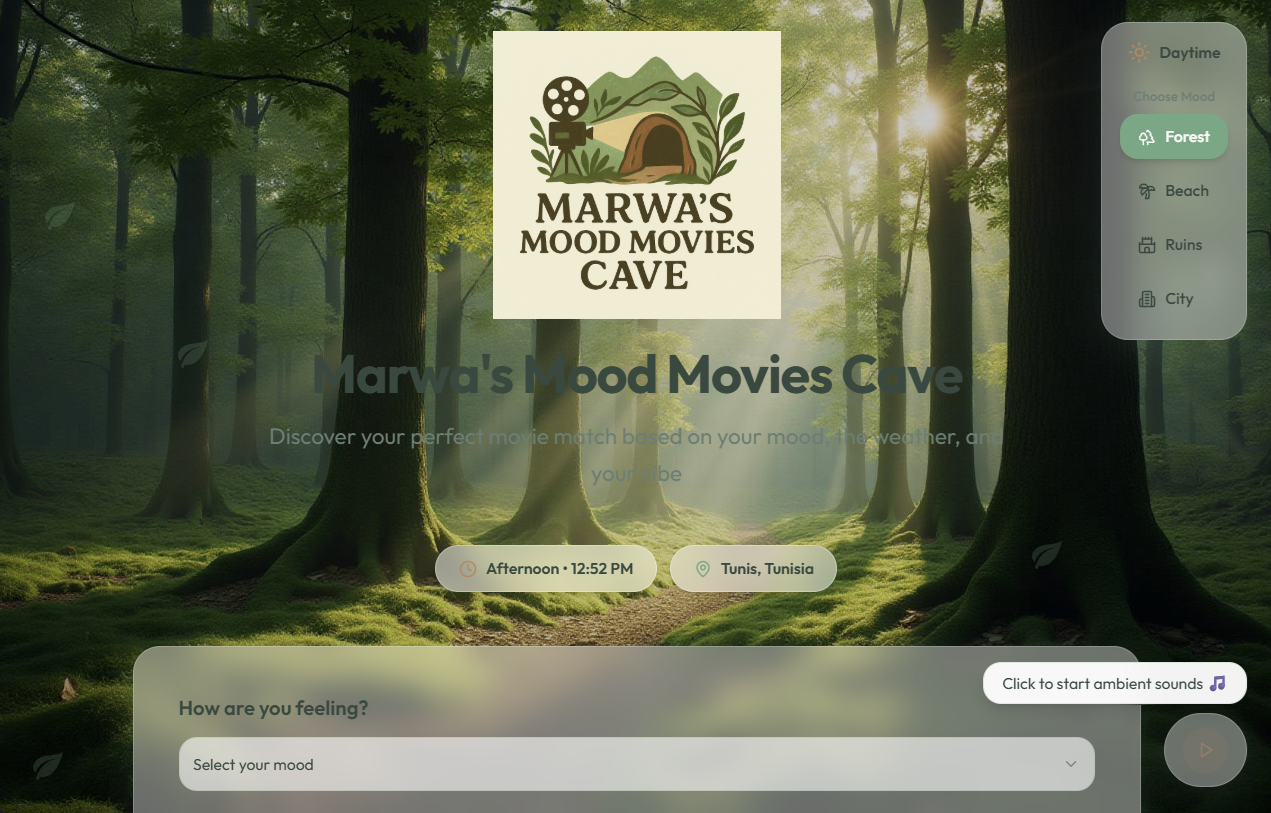 MARWA'S
MOOD MOVIES
CAVE
Daytime
Choose Mood
Forest
Beach
Ruins
City
Marwa's Mood Movies Cave
Discover your perfect movie match based on your mood, the weather, and
your vibe
Afternoon • 12:52 PM
Tunis, Tunisia
How are you feeling?
Select your mood
Click to start ambient sounds 🎵